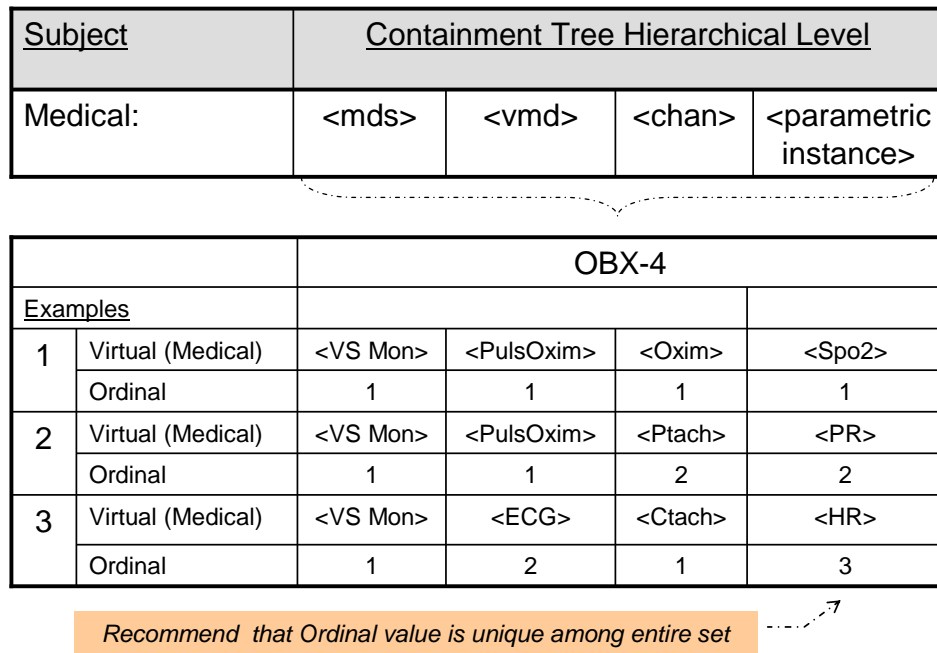 Subject Containment Tree Hierarchical Level
Medical: <mds> <vmd> <chan> <parametric
instance>
OBX-4
Examples
1 Virtual (Medical) <VS Mon> <PulsOxim> <Oxim> <Spo2>
Ordinal 1 1 1 1
2 Virtual (Medical) <VS Mon> <PulsOxim> <Ptach> <PR>
Ordinal 1 1 2 2
3 Virtual (Medical) <VS Mon> <ECG> <Ctach> <HR>
Ordinal 1 2 1 3
Recommend that Ordinal value is unique among entire set